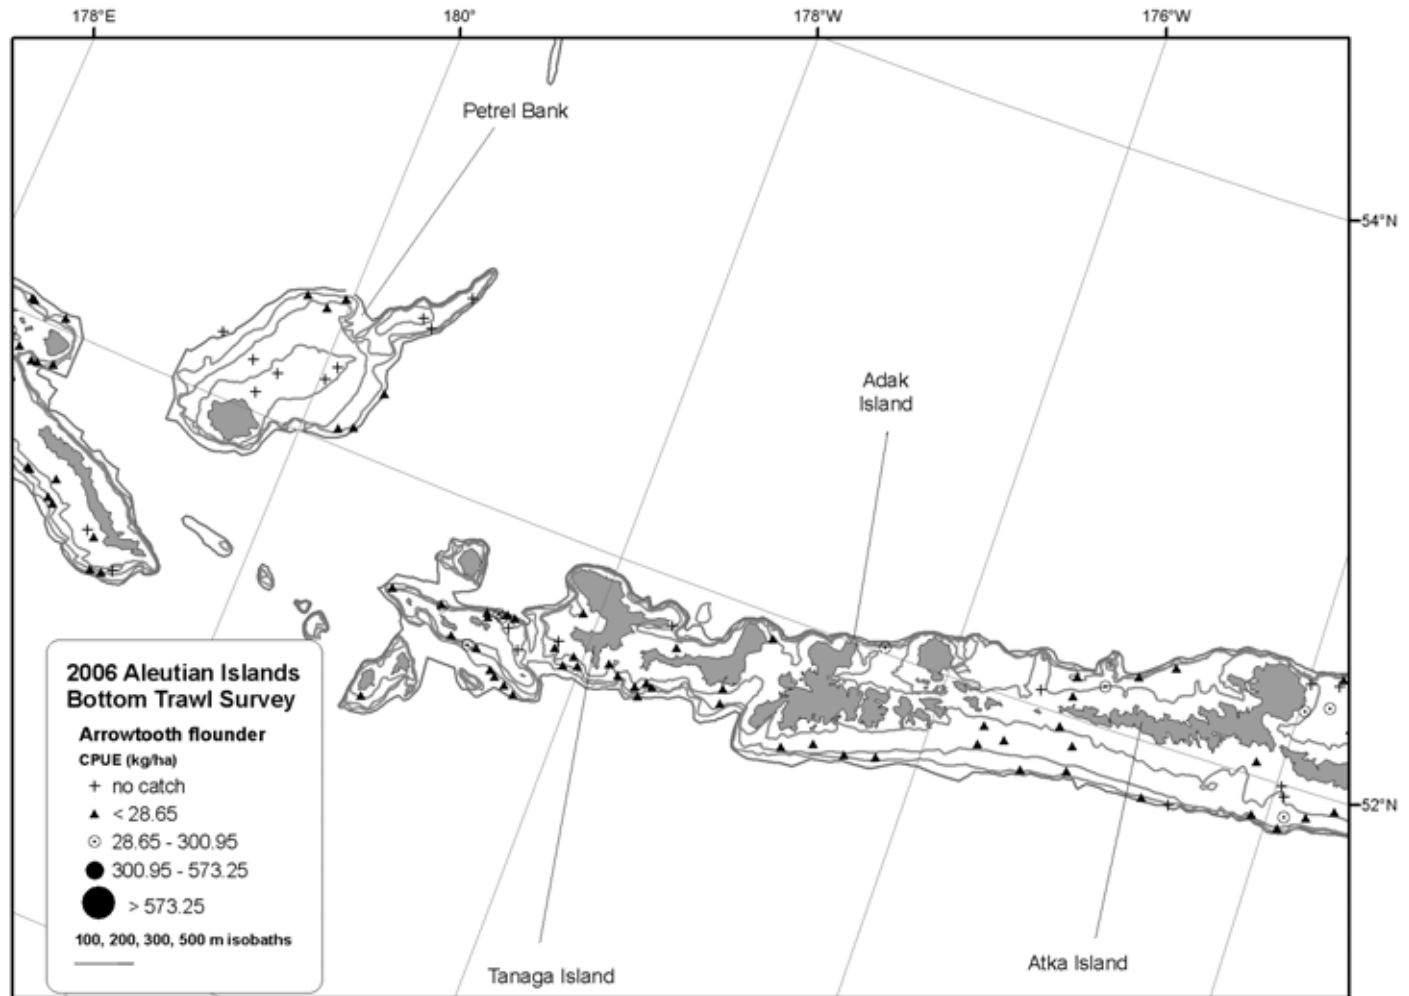 178°E
180°
178°W
176°W
Petrel Bank
54°N
Adak
Island
2006 Aleutian Islands
Bottom Trawl Survey
Arrowtooth flounder
CPUE (kg/ha)
no catch
< 28.65
28.65 - 300.95
300.95 - 573.25
> 573.25
100, 200, 300, 500 m isobaths
52°N
Tanaga Island
Atka Island